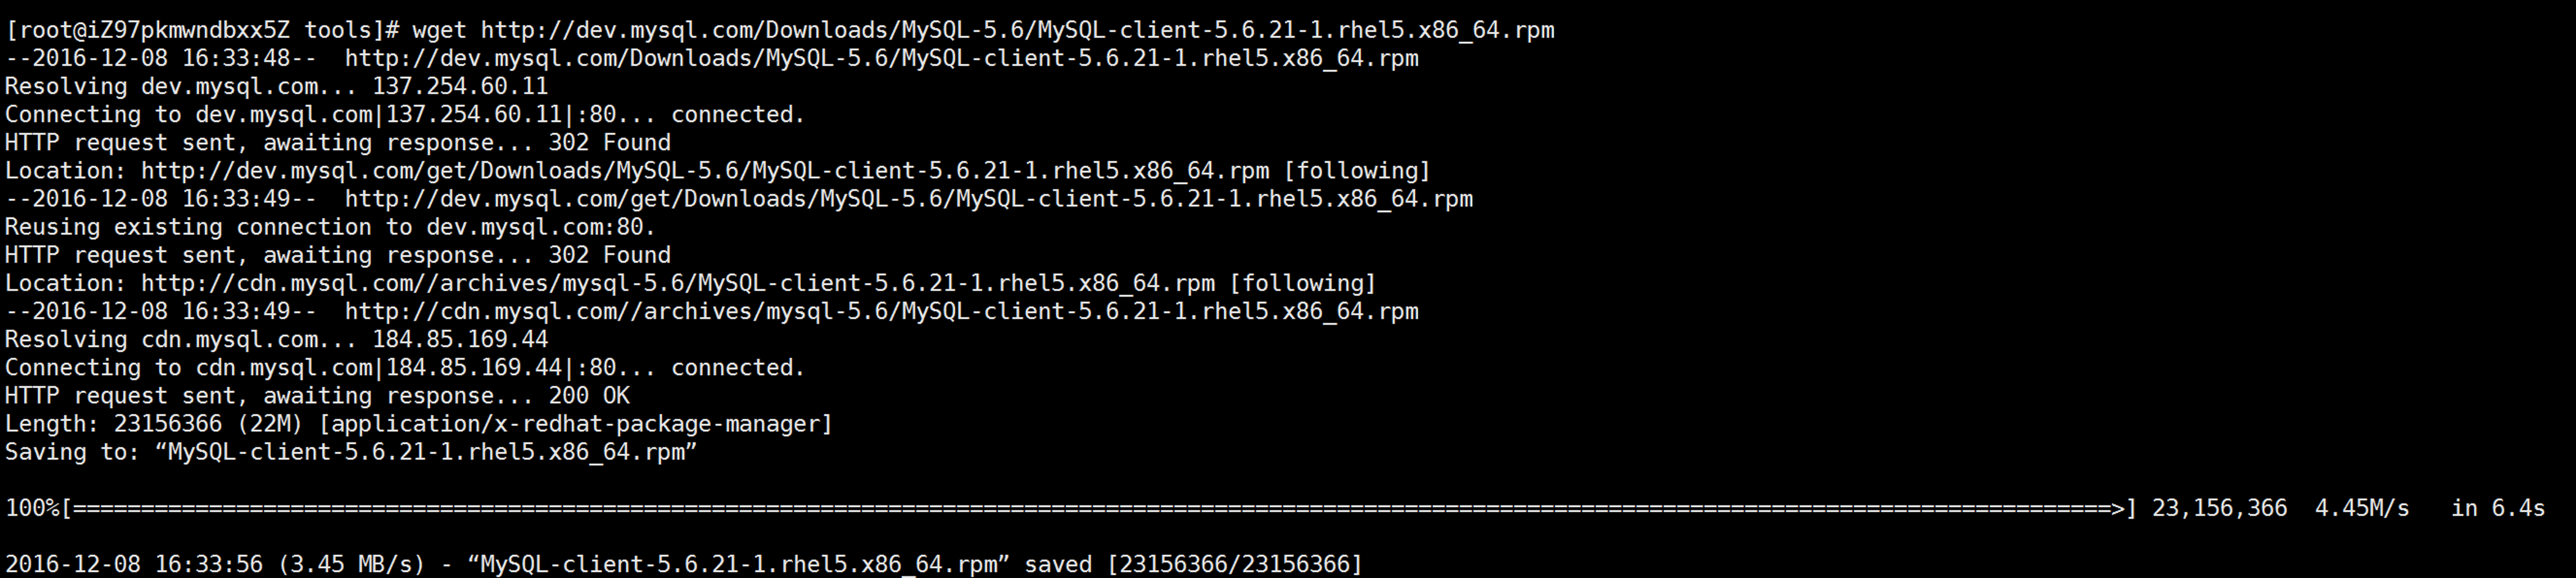 [root@iZ97pkmwndbxx5Z tools]# wget http://dev.mysql.com/Downloads/MySQL-5.6/MySQL-client-5.6.21-1.rhel5.x86_64.rpm
--2016-12-08 16:33:48--  http://dev.mysql.com/Downloads/MySQL-5.6/MySQL-client-5.6.21-1.rhel5.x86_64.rpm
Resolving dev.mysql.com... 137.254.60.11
Connecting to dev.mysql.com|137.254.60.11|:80... connected.
HTTP request sent, awaiting response... 302 Found
Location: http://dev.mysql.com/get/Downloads/MySQL-5.6/MySQL-client-5.6.21-1.rhel5.x86_64.rpm [following]
--2016-12-08 16:33:49--  http://dev.mysql.com/get/Downloads/MySQL-5.6/MySQL-client-5.6.21-1.rhel5.x86_64.rpm
Reusing existing connection to dev.mysql.com:80.
HTTP request sent, awaiting response... 302 Found
Location: http://cdn.mysql.com//archives/mysql-5.6/MySQL-client-5.6.21-1.rhel5.x86_64.rpm [following]
--2016-12-08 16:33:49--  http://cdn.mysql.com//archives/mysql-5.6/MySQL-client-5.6.21-1.rhel5.x86_64.rpm
Resolving cdn.mysql.com... 184.85.169.44
Connecting to cdn.mysql.com|184.85.169.44|:80... connected.
HTTP request sent, awaiting response... 200 OK
Length: 23156366 (22M) [application/x-redhat-package-manager]
Saving to: “MySQL-client-5.6.21-1.rhel5.x86_64.rpm”
100%[======================================================================================================================================================>] 23,156,366  4.45M/s   in 6.4s
2016-12-08 16:33:56 (3.45 MB/s) - “MySQL-client-5.6.21-1.rhel5.x86_64.rpm” saved [23156366/23156366]